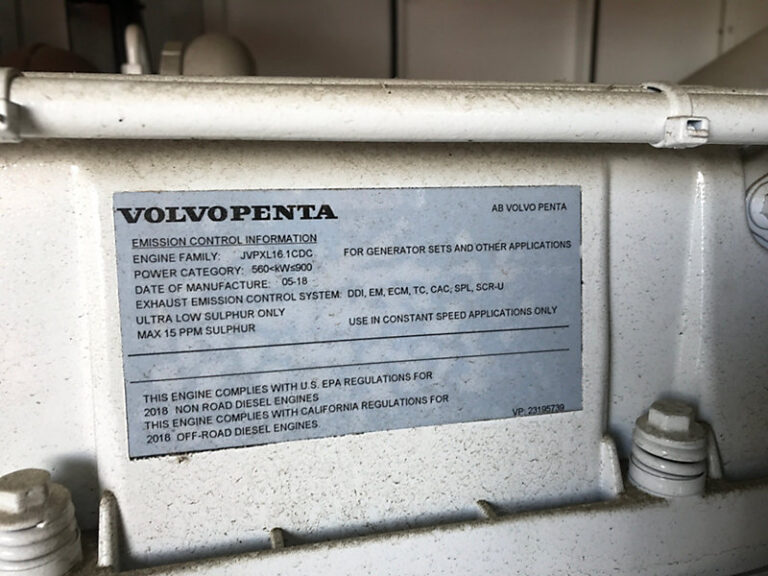 VOLVO PENTA
AB VOLVO PENTA
EMISSION CONTROL INFORMATION
ENGINE FAMILY: JVPXL16.1CDC FOR GENERATOR SETS AND OTHER APPLICATIONS
POWER CATEGORY: 560<kW≤900
DATE OF MANUFACTURE: 05-18
EXHAUST EMISSION CONTROL SYSTEM: DDI, EM, ECM, TC, CAC, SPL, SCR-U
ULTRA LOW SULPHUR ONLY
MAX 15 PPM SULPHUR USE IN CONSTANT SPEED APPLICATIONS ONLY
THIS ENGINE COMPLIES WITH U.S. EPA REGULATIONS FOR
2018 NON ROAD DIESEL ENGINES
THIS ENGINE COMPLIES WITH CALIFORNIA REGULATIONS FOR
2018 OFF-ROAD DIESEL ENGINES
VP: 23195739